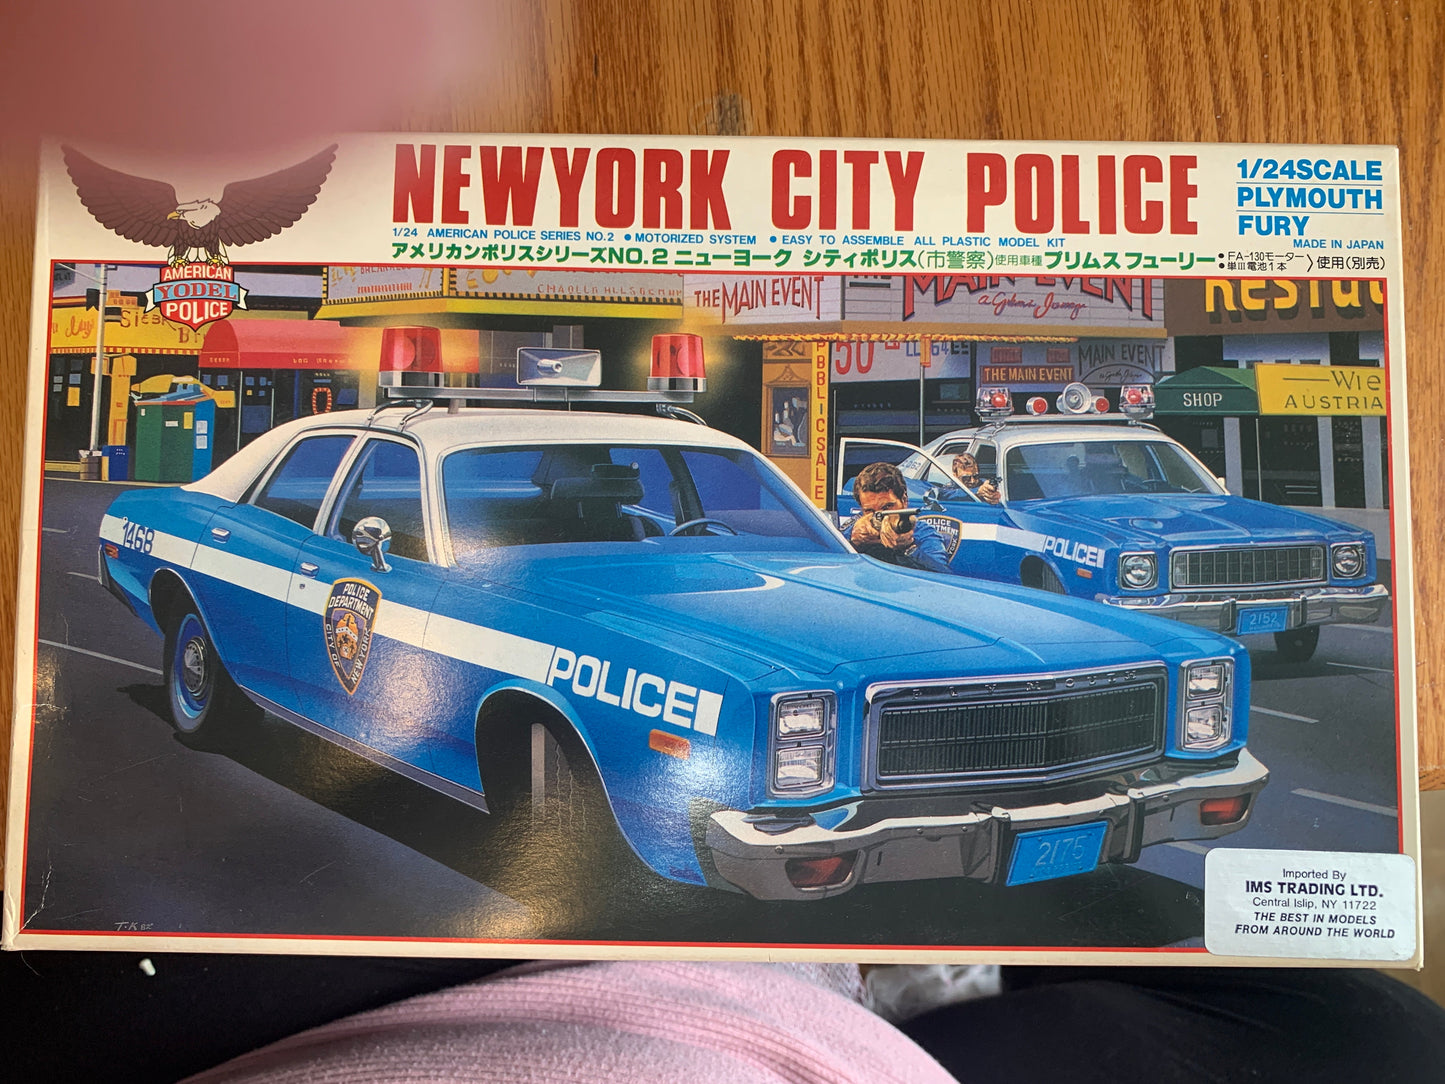 NEWYORK CITY POLICE
1/24SCALE
PLYMOUTH
FURY
MADE IN JAPAN
1/24 AMERICAN POLICE SERIES NO.2 ●MOTORIZED SYSTEM ●EASY TO ASSEMBLE ALL PLASTIC MODEL KIT
アメリカンポリスシリーズNO.2 ニューヨーク シティポリス(市警察)使用車種プリムスフューリー
●FA-130モーター
●単III電池1本 〉使用(別売)
AMERICAN
YODEL
POLICE
THE MAIN EVENT
MAIN EVENT
50
THE MAIN EVENT
MAIN EVENT
SHOP
AUSTRIA
1468
POLICE
DEPARTMENT
CITY OF
NEW YORK
POLICE
POLICE
2152
PLYMOUTH
2175
T.K 82
Imported By
IMS TRADING LTD.
Central Islip, NY 11722
THE BEST IN MODELS
FROM AROUND THE WORLD